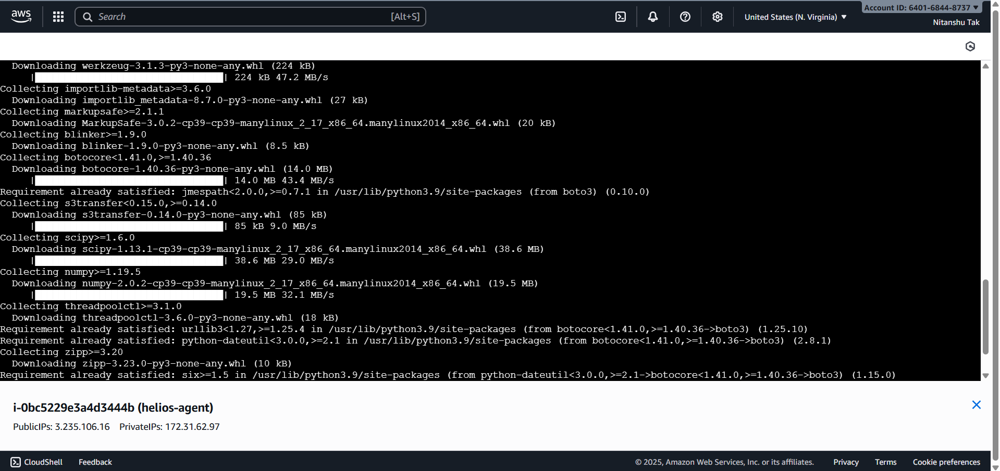 aws
Search
[Alt+S]
United States (N. Virginia) ▼
Account ID: 6401-6844-8737 ▼
Nitanshu Tak
Downloading werkzeug-3.1.3-py3-none-any.whl (224 kB)
|████████████████████████████████| 224 kB 47.2 MB/s
Collecting importlib-metadata>=3.6.0
Downloading importlib_metadata-8.7.0-py3-none-any.whl (27 kB)
Collecting markupsafe>=2.1.1
Downloading MarkupSafe-3.0.2-cp39-cp39-manylinux_2_17_x86_64.manylinux2014_x86_64.whl (20 kB)
Collecting blinker>=1.9.0
Downloading blinker-1.9.0-py3-none-any.whl (8.5 kB)
Collecting botocore<1.41.0,>=1.40.36
Downloading botocore-1.40.36-py3-none-any.whl (14.0 MB)
|████████████████████████████████| 14.0 MB 43.4 MB/s
Requirement already satisfied: jmespath<2.0.0,>=0.7.1 in /usr/lib/python3.9/site-packages (from boto3) (0.10.0)
Collecting s3transfer<0.15.0,>=0.14.0
Downloading s3transfer-0.14.0-py3-none-any.whl (85 kB)
|████████████████████████████████| 85 kB 9.0 MB/s
Collecting scipy>=1.6.0
Downloading scipy-1.13.1-cp39-cp39-manylinux_2_17_x86_64.manylinux2014_x86_64.whl (38.6 MB)
|████████████████████████████████| 38.6 MB 29.0 MB/s
Collecting numpy>=1.19.5
Downloading numpy-2.0.2-cp39-cp39-manylinux_2_17_x86_64.manylinux2014_x86_64.whl (19.5 MB)
|████████████████████████████████| 19.5 MB 32.1 MB/s
Collecting threadpoolctl>=3.1.0
Downloading threadpoolctl-3.6.0-py3-none-any.whl (18 kB)
Requirement already satisfied: urllib3<1.27,>=1.25.4 in /usr/lib/python3.9/site-packages (from botocore<1.41.0,>=1.40.36->boto3) (1.25.10)
Requirement already satisfied: python-dateutil<3.0.0,>=2.1 in /usr/lib/python3.9/site-packages (from botocore<1.41.0,>=1.40.36->boto3) (2.8.1)
Collecting zipp>=3.20
Downloading zipp-3.23.0-py3-none-any.whl (10 kB)
Requirement already satisfied: six>=1.5 in /usr/lib/python3.9/site-packages (from python-dateutil<3.0.0,>=2.1->botocore<1.41.0,>=1.40.36->boto3) (1.15.0)
i-0bc5229e3a4d3444b (helios-agent)
PublicIPs: 3.235.106.16 PrivateIPs: 172.31.62.97
CloudShell Feedback © 2025, Amazon Web Services, Inc. or its affiliates. Privacy Terms Cookie preferences